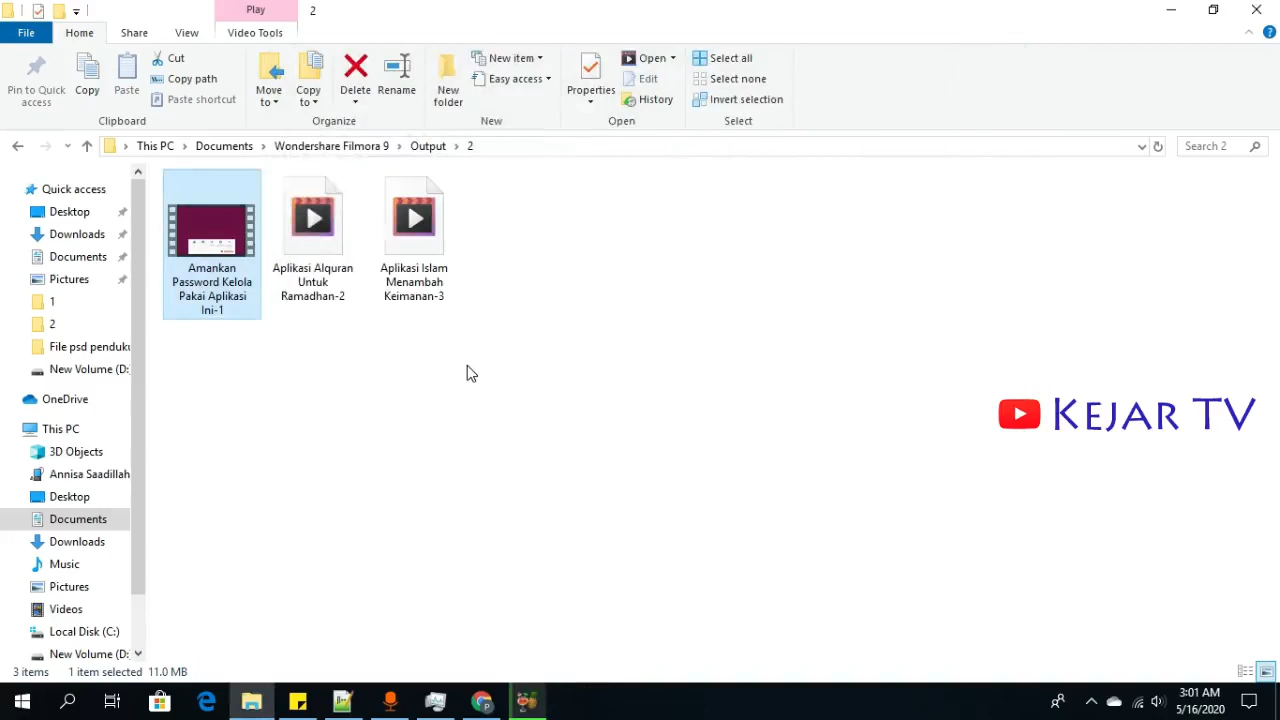 Play
2
File
Home
Share
View
Video Tools
Pin to Quick
access
Copy
Paste
Cut
Copy path
Paste shortcut
Clipboard
Move
to
Copy
to
Delete
Rename
Organize
New
folder
New item
Easy access
New
Properties
Open
Edit
History
Open
Select all
Select none
Invert selection
Select
This PC > Documents > Wondershare Filmora 9 > Output > 2
Search 2
Quick access
Desktop
Downloads
Documents
Pictures
1
2
File psd penduku
New Volume (D:
OneDrive
This PC
3D Objects
Annisa Saadillah
Desktop
Documents
Downloads
Music
Pictures
Videos
Local Disk (C:)
New Volume (D:
Amankan
Password Kelola
Pakai Aplikasi
Ini-1
Aplikasi Alquran
Untuk
Ramadhan-2
Aplikasi Islam
Menambah
Keimanan-3
KEJAR TV
3 items
1 item selected 11.0 MB
3:01 AM
5/16/2020